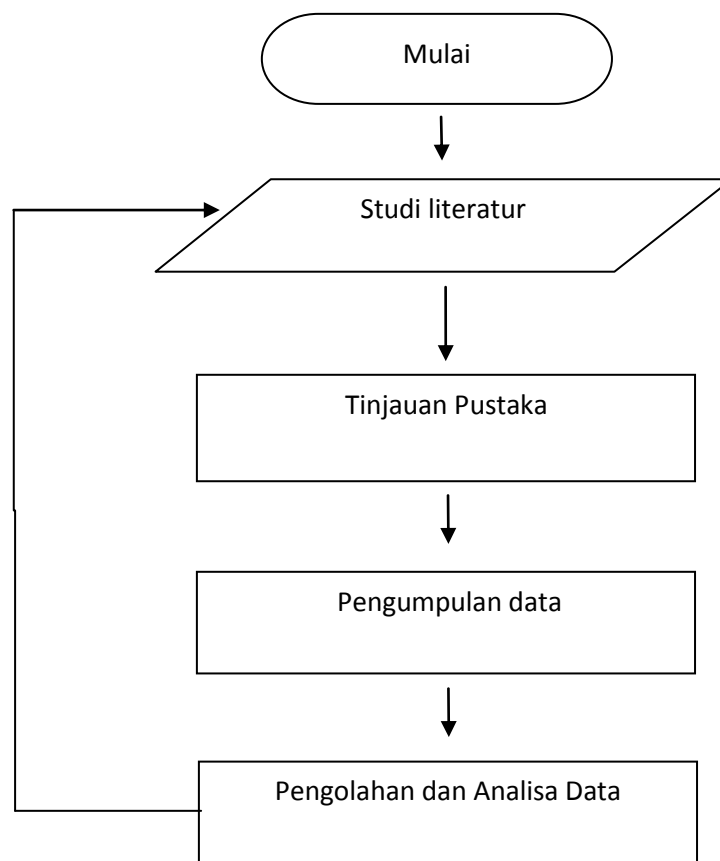 Mulai
Studi literatur
Tinjauan Pustaka
Pengumpulan data
Pengolahan dan Analisa Data